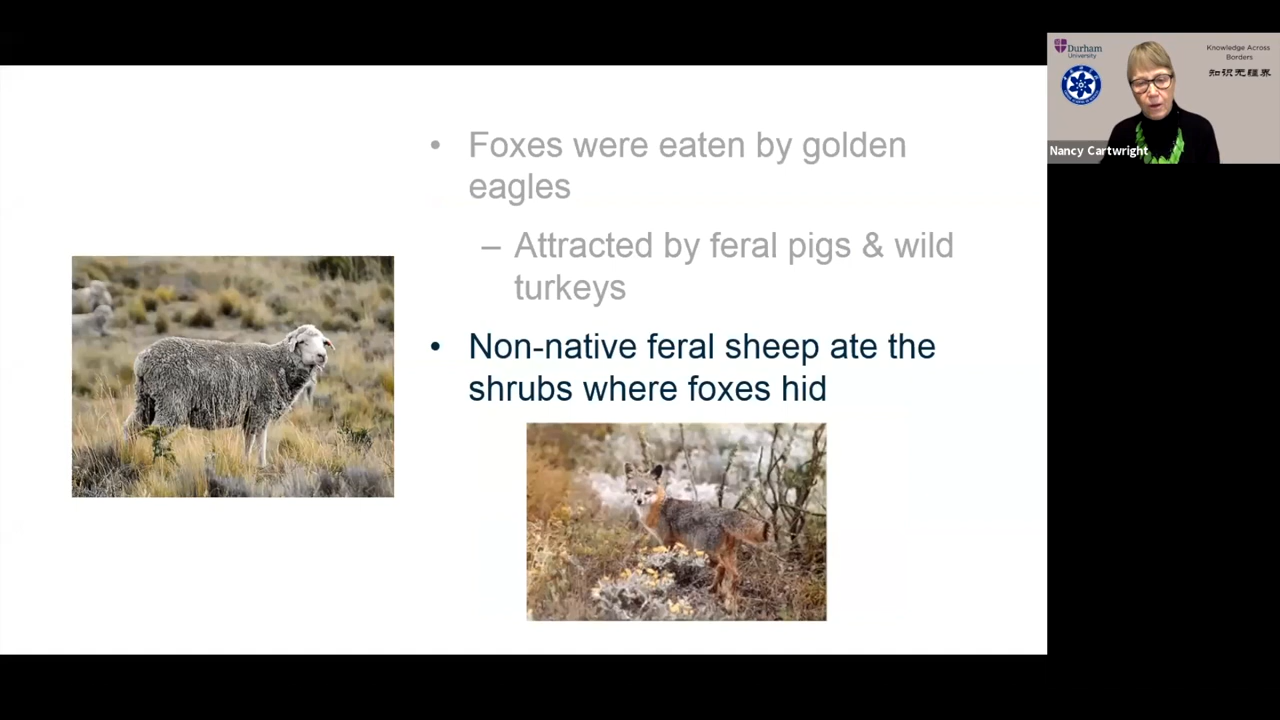 • Foxes were eaten by golden
eagles
– Attracted by feral pigs & wild
turkeys
• Non-native feral sheep ate the
shrubs where foxes hid
Durham
University
Knowledge Across
Borders
知识无疆界
Nancy Cartwright